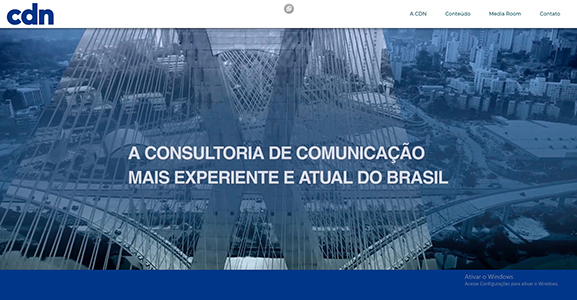 cdn
A CDN Conteúdo Media Room Contato
A CONSULTORIA DE COMUNICAÇÃO
MAIS EXPERIENTE E ATUAL DO BRASIL
Ativar o Windows
Acesse Configurações para ativar o Windows.